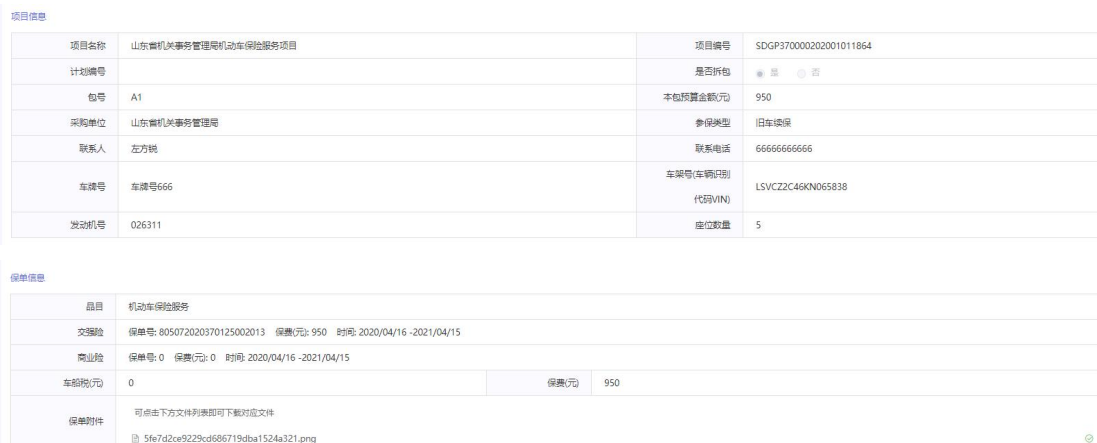 项目信息
项目名称 山东省机关事务管理局机动车保险服务项目 项目编号 SDGP370000202001011864
计划编号 是否拆包 是 否
包号 A1 本包预算金额(元) 950
采购单位 山东省机关事务管理局 参保类型 旧车续保
联系人 左方锐 联系电话 66666666666
车牌号 车牌号666 车架号(车辆识别
代码VIN) LSVCZ2C46KN065838
发动机号 026311 座位数量 5
保单信息
品目 机动车保险服务
交强险 保单号: 805072020370125002013 保费(元): 950 时间: 2020/04/16 -2021/04/15
商业险 保单号: 0 保费(元): 0 时间: 2020/04/16 -2021/04/15
车船税(元) 0 保费(元) 950
保单附件 可点击下方文件列表即可下载对应文件
5fe7d2ce9229cd686719dba1524a321.png